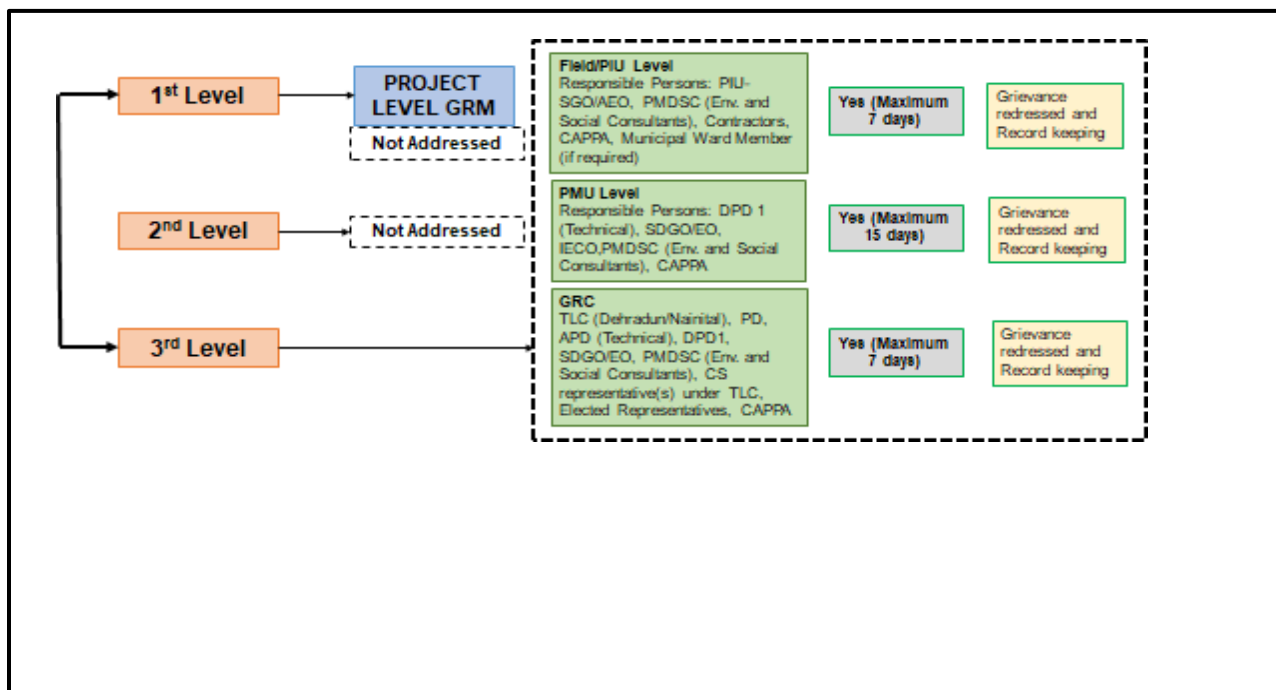 1st Level
PROJECT
LEVEL GRM
Not Addressed
Field/PIU Level
Responsible Persons: PIU-
SGO/AEO, PMDSC (Env. and
Social Consultants), Contractors,
CAPPA, Municipal Ward Member
(if required)
Yes (Maximum
7 days)
Grievance
redressed and
Record keeping
2nd Level
Not Addressed
PMU Level
Responsible Persons: DPD 1
(Technical), SDGO/EO,
IECO,PMDSC (Env. and Social
Consultants), CAPPA
Yes (Maximum
15 days)
Grievance
redressed and
Record keeping
3rd Level
GRC
TLC (Dehradun/Nainital), PD,
APD (Technical), DPD1,
SDGO/EO, PMDSC (Env. and
Social Consultants), CS
representative(s) under TLC,
Elected Representatives, CAPPA
Yes (Maximum
7 days)
Grievance
redressed and
Record keeping